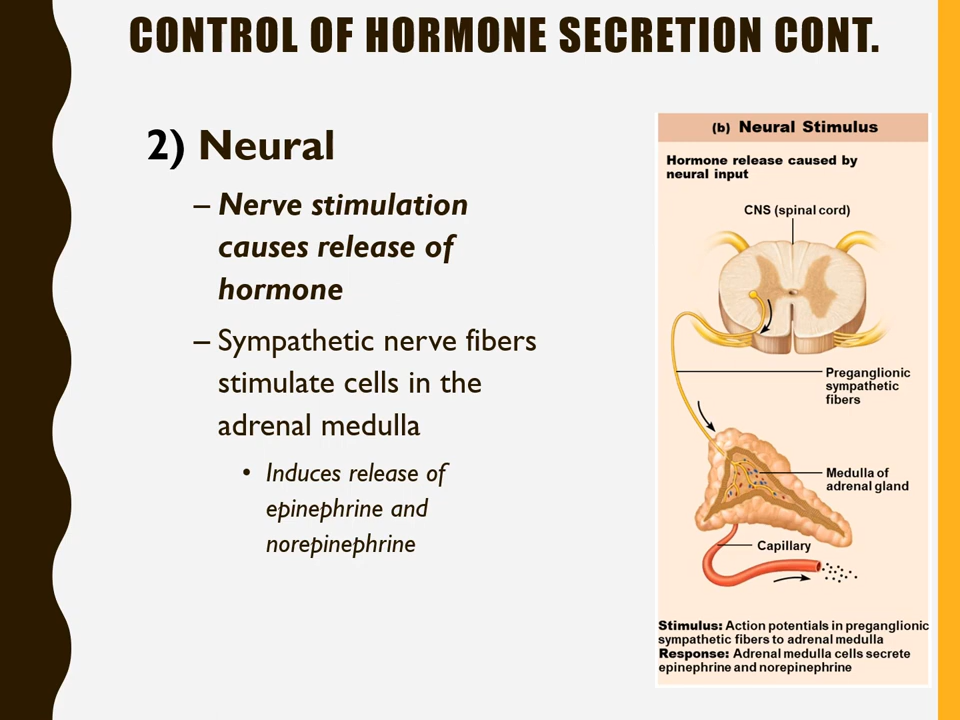 CONTROL OF HORMONE SECRETION CONT.
2) Neural
– Nerve stimulation
causes release of
hormone
– Sympathetic nerve fibers
stimulate cells in the
adrenal medulla
• Induces release of
epinephrine and
norepinephrine
(b) Neural Stimulus
Hormone release caused by
neural input
CNS (spinal cord)
Preganglionic
sympathetic
fibers
Medulla of
adrenal gland
Capillary
Stimulus: Action potentials in preganglionic
sympathetic fibers to adrenal medulla
Response: Adrenal medulla cells secrete
epinephrine and norepinephrine